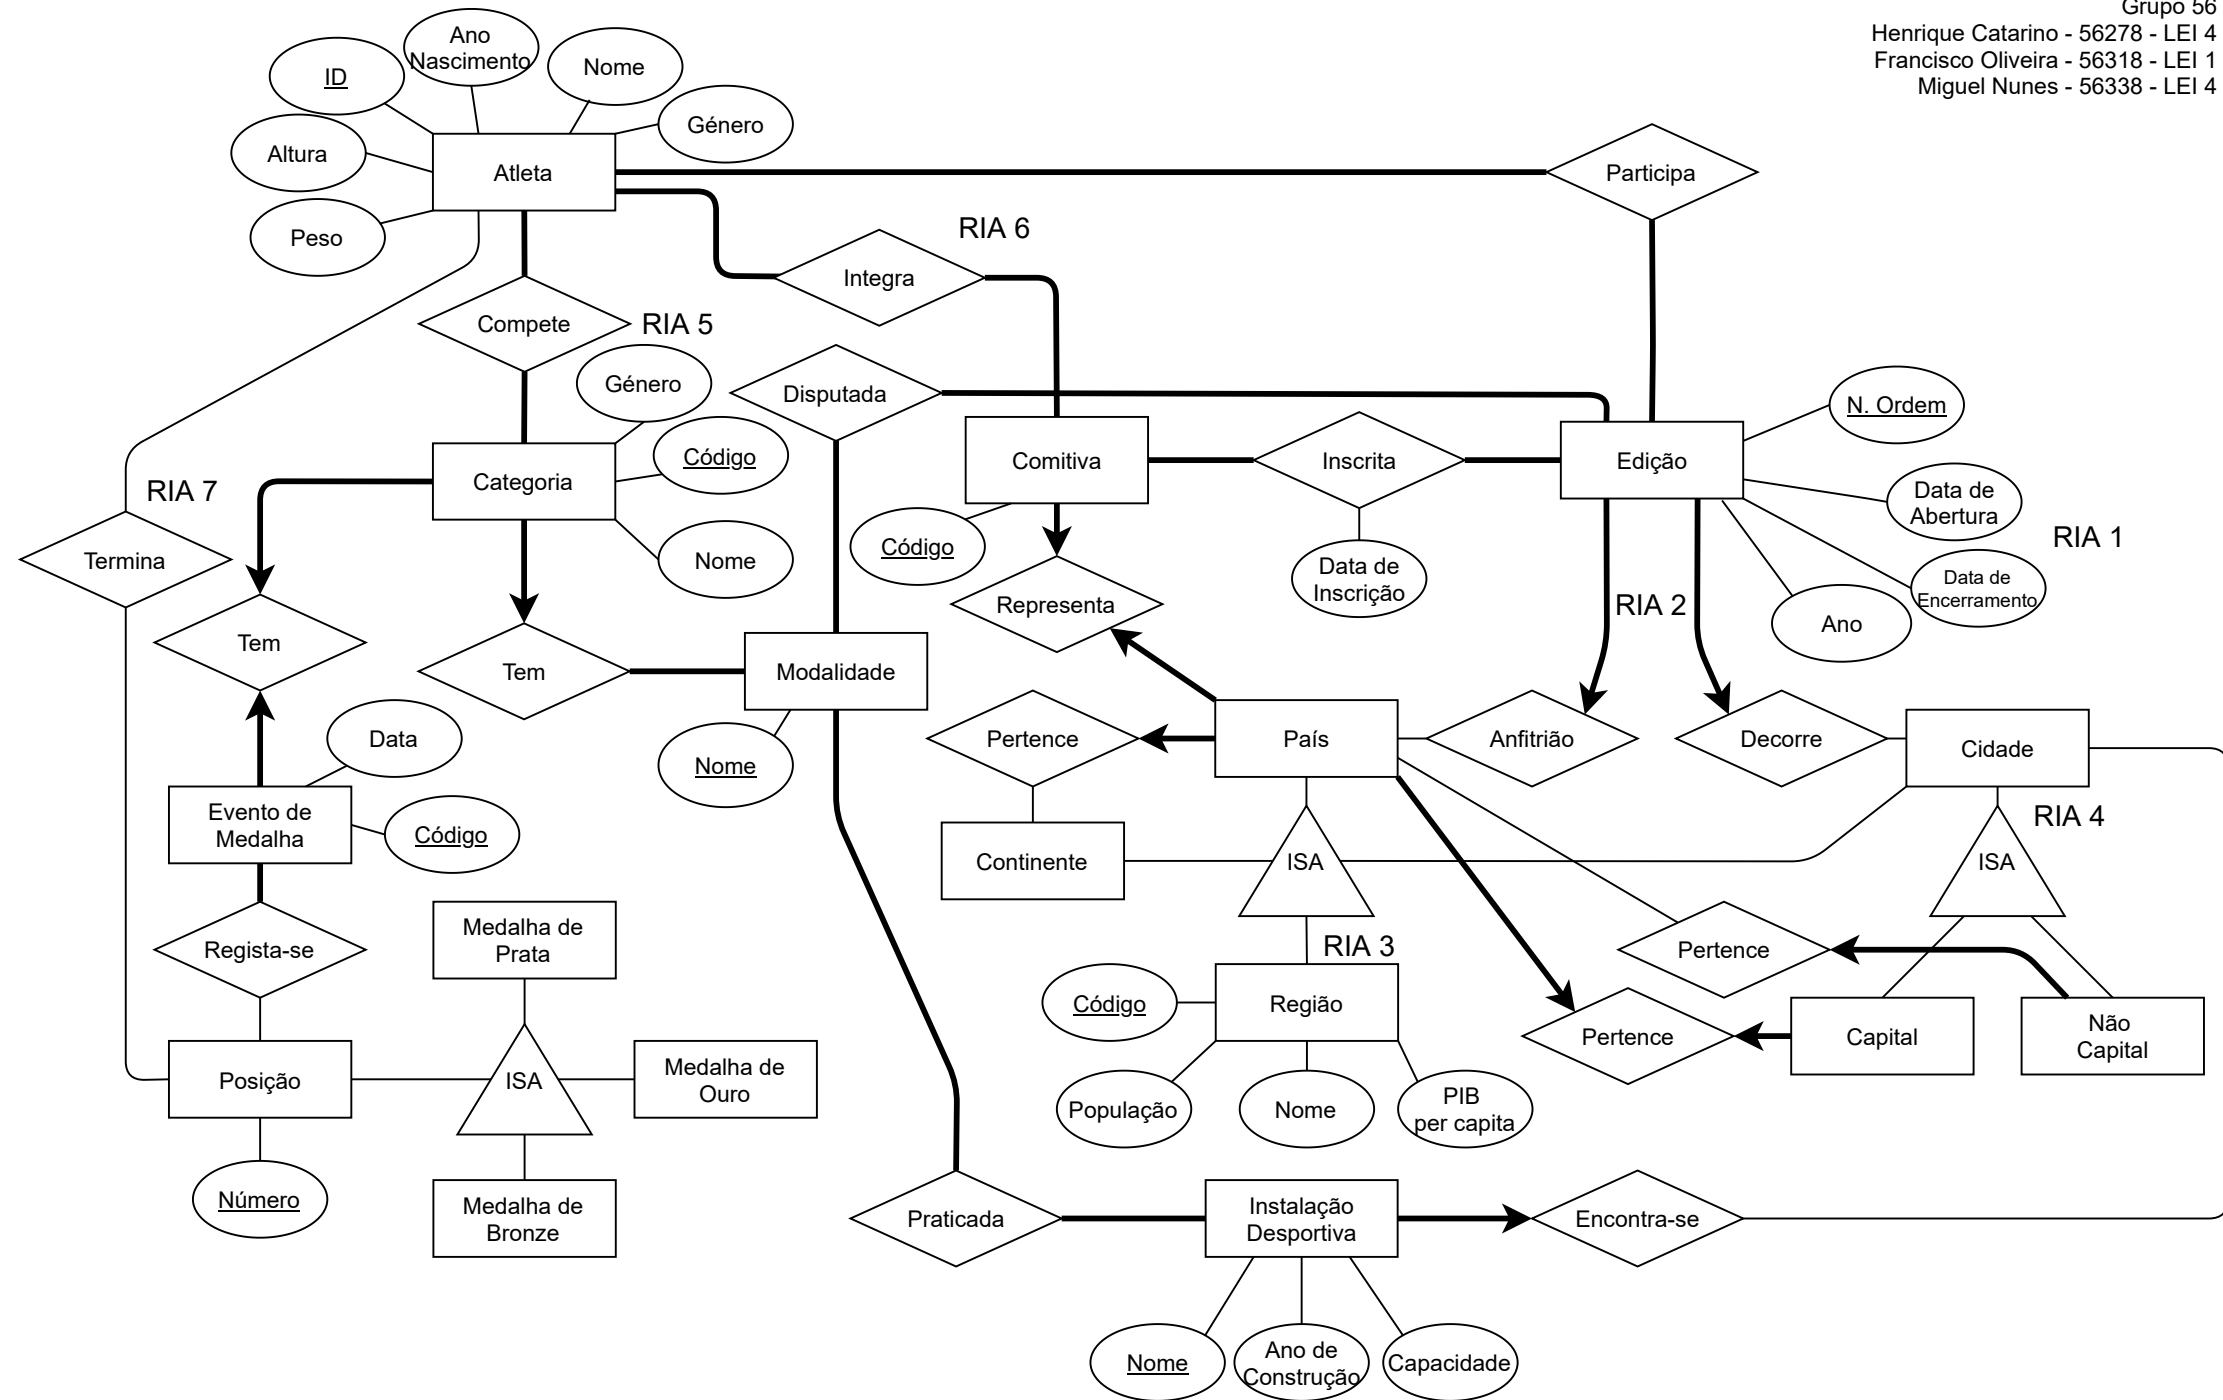 Grupo 56
Henrique Catarino - 56278 - LEI 4
Francisco Oliveira - 56318 - LEI 1
Miguel Nunes - 56338 - LEI 4
Ano
Nascimento
ID
Nome
Género
Altura
Atleta
Participa
Peso
RIA 6
Integra
Compete
RIA 5
Género
Disputada
N. Ordem
Código
Categoria
Comitiva
Inscrita
Edição
RIA 7
Data de
Abertura
RIA 1
Código
Nome
Termina
Data de
Inscrição
Data de
Encerramento
Representa
RIA 2
Ano
Tem
Tem
Modalidade
Data
Pertence
País
Anfitrião
Decorre
Cidade
Nome
Evento de
Medalha
Código
RIA 4
Continente
ISA
ISA
Medalha de
Prata
Regista-se
RIA 3
Pertence
Código
Região
Pertence
Capital
Não
Capital
Posição
ISA
Medalha de
Ouro
População
Nome
PIB
per capita
Número
Medalha de
Bronze
Praticada
Instalação
Desportiva
Encontra-se
Nome
Ano de
Construção
Capacidade